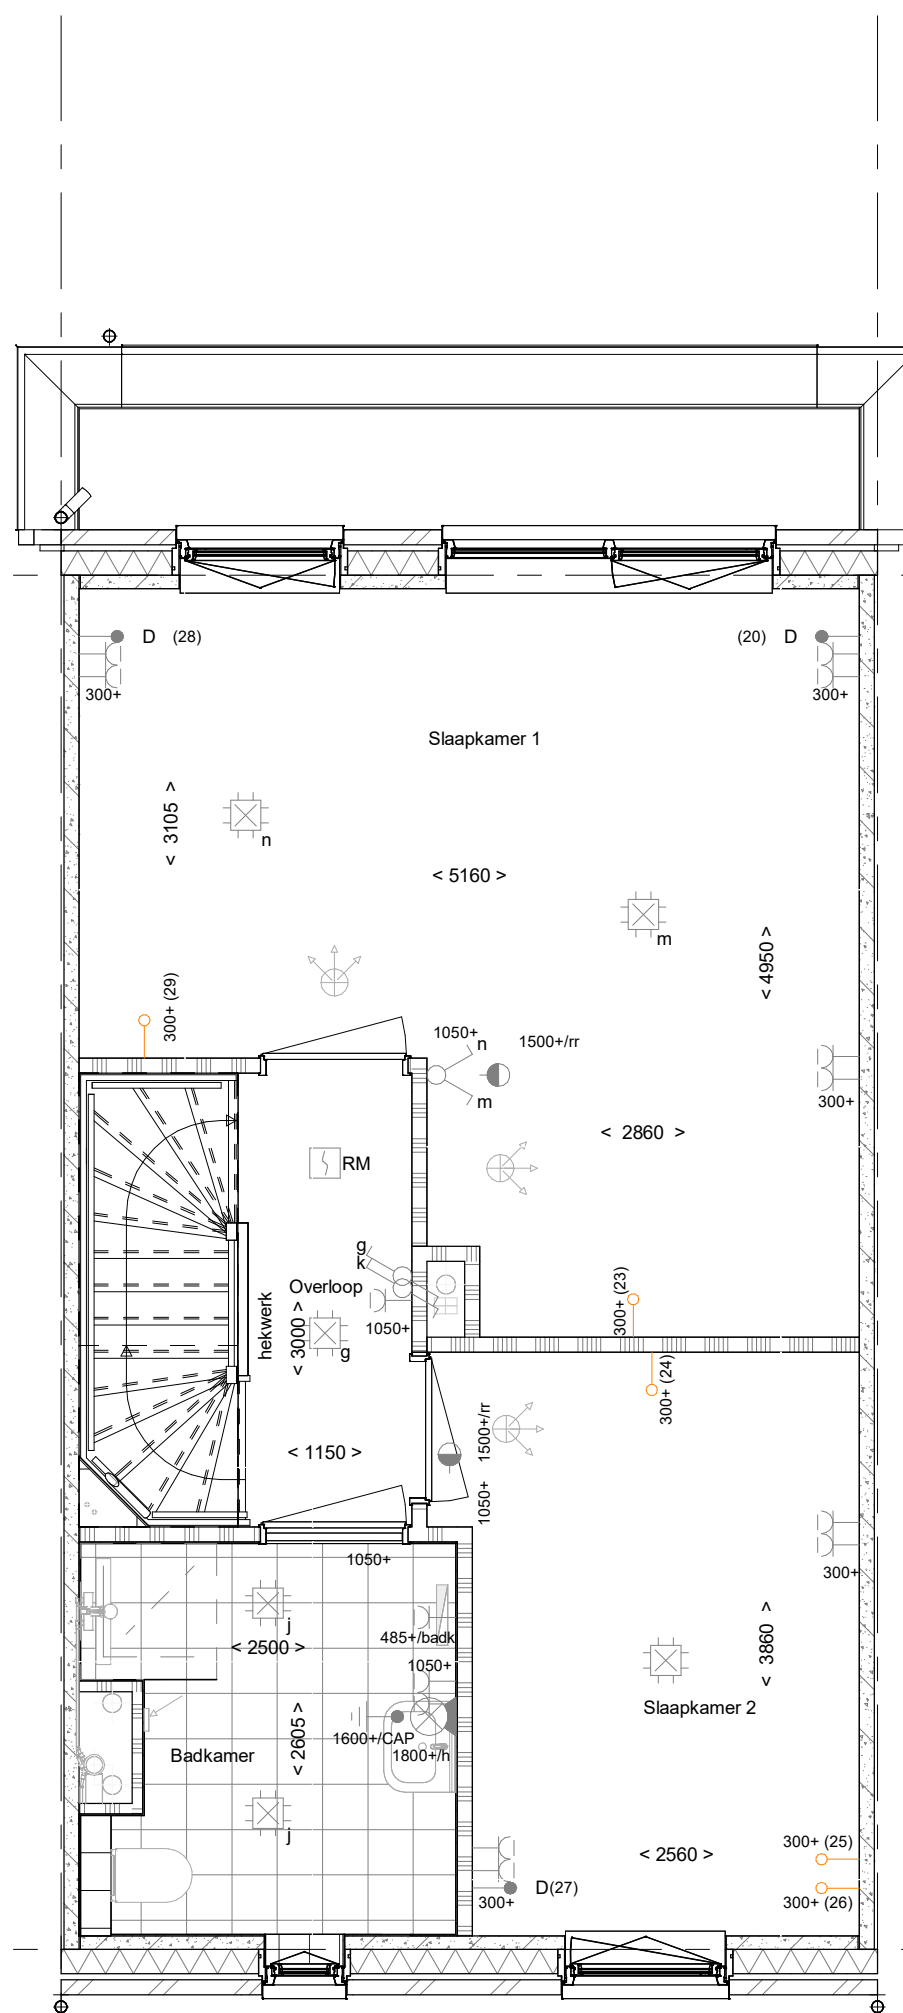 D (28)
(20) D
300+
300+
Slaapkamer 1
< 3105 >
n
< 5160 >
m
< 4950 >
300+ (29)
1050+
n
1500+/rr
m
300+
< 2860 >
RM
g
k
Overloop
hekwerk
< 3000 >
1050+
g
300+ (23)
300+ (24)
< 1150 >
1500+/rr
1050+
1050+
300+
j
485+/badk
< 2500 >
1050+
< 3860 >
Slaapkamer 2
< 2605 >
1600+/CAP
1800+/h
Badkamer
j
300+ (25)
< 2560 >
D(27)
300+
300+ (26)